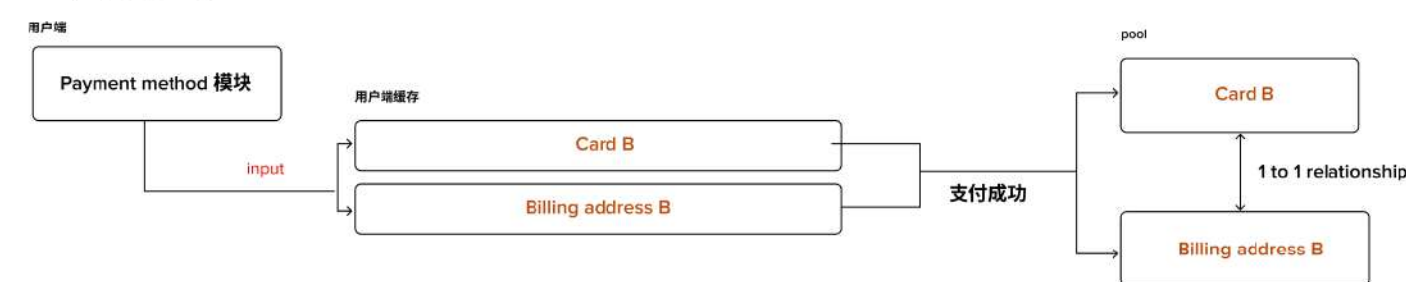 用户端
Payment method 模块
input
用户端缓存
Card B
Billing address B
支付成功
pool
Card B
1 to 1 relationship
Billing address B